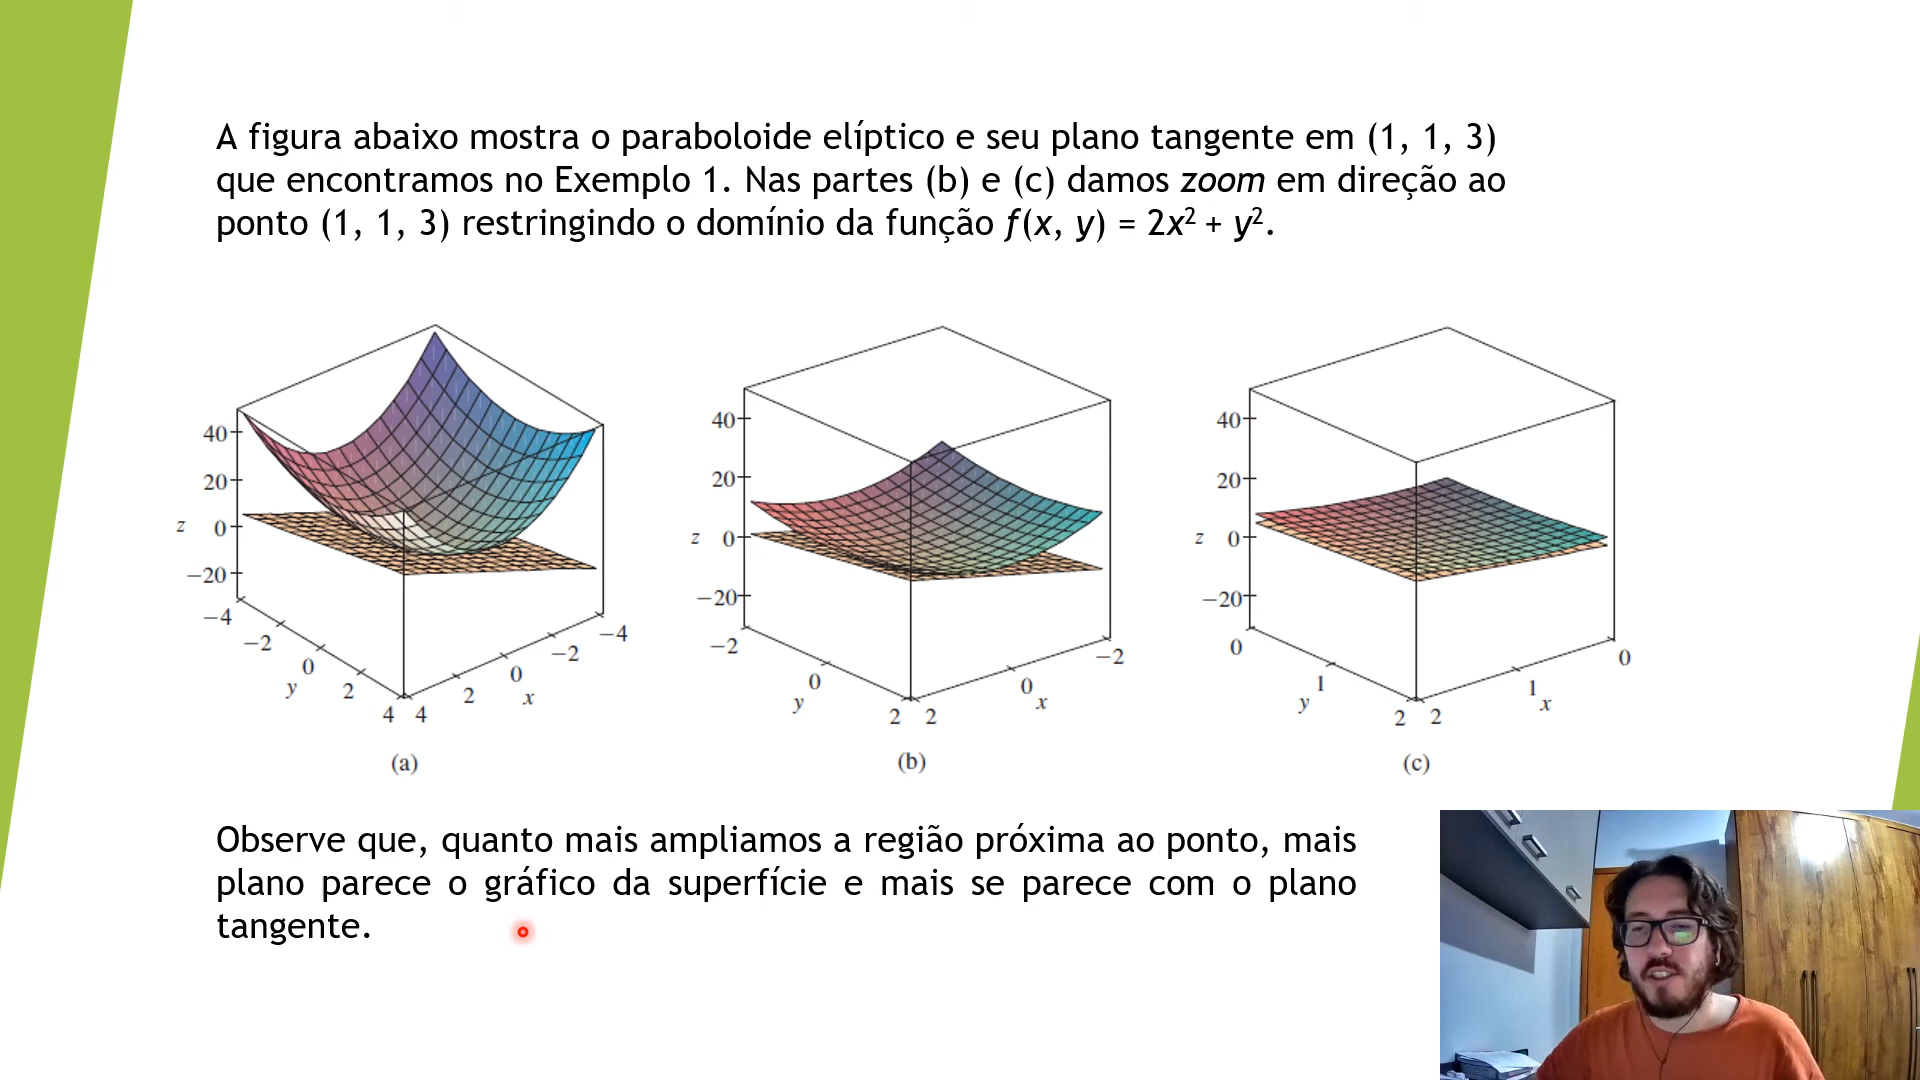 A figura abaixo mostra o paraboloide elíptico e seu plano tangente em (1, 1, 3)
que encontramos no Exemplo 1. Nas partes (b) e (c) damos zoom em direção ao
ponto (1, 1, 3) restringindo o domínio da função f(x, y) = 2x² + y².
40
20
z 0
−20
−4
−2
0
y 2
4 4
2
0
x
−2
−4
(a)
40
20
z 0
−20
−2
0
y
2 2
0
x
−2
(b)
40
20
z 0
−20
0
1
y
2 2
1
x
0
(c)
Observe que, quanto mais ampliamos a região próxima ao ponto, mais
plano parece o gráfico da superfície e mais se parece com o plano
tangente.